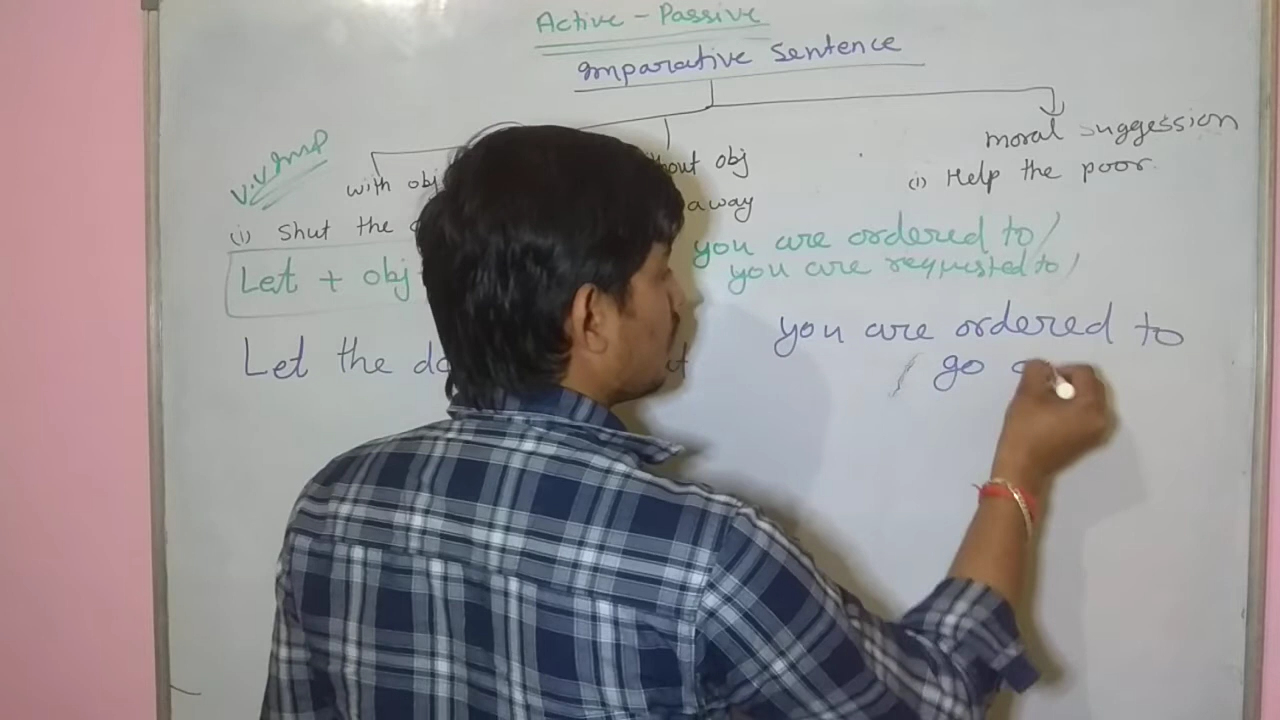 Active - Passive
Imparative Sentence
V.V Imp
with obj
out obj
moral suggession
(i) Shut the
away
(i) Help the poor.
Let + obj
you are ordered to/
you are requested to/
Let the
you are ordered to
go